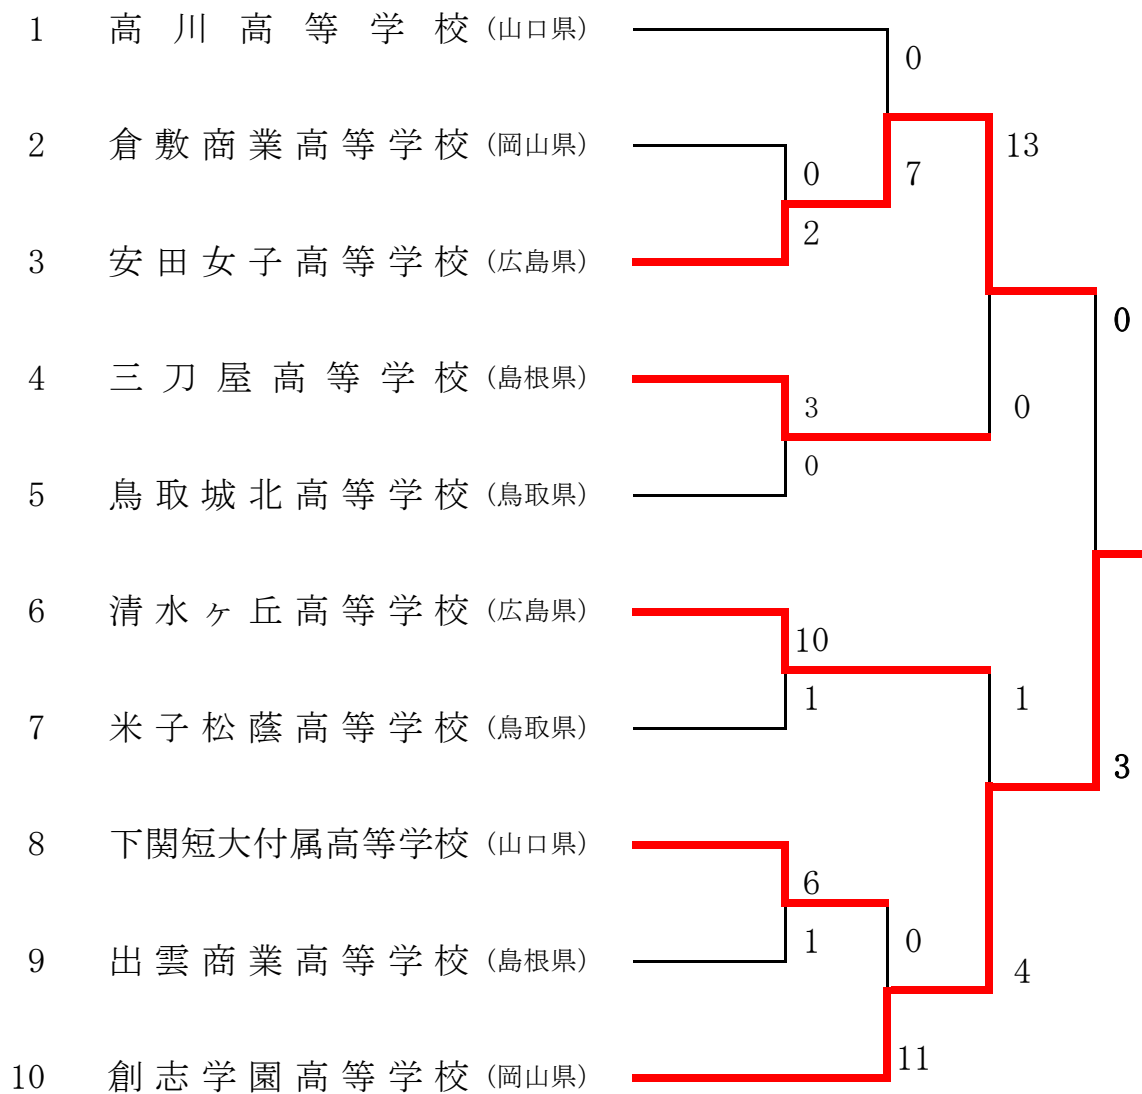 1 高川高等学校 (山口県)
0
2 倉敷商業高等学校 (岡山県) 13
0 7
3 安田女子高等学校 (広島県) 2
0
4 三刀屋高等学校 (島根県)
3 0
0
5 鳥取城北高等学校 (鳥取県)
6 清水ヶ丘高等学校 (広島県)
10
1 1
7 米子松蔭高等学校 (鳥取県)
3
8 下関短大付属高等学校 (山口県)
6
1 0
9 出雲商業高等学校 (島根県) 4
11
10 創志学園高等学校 (岡山県)